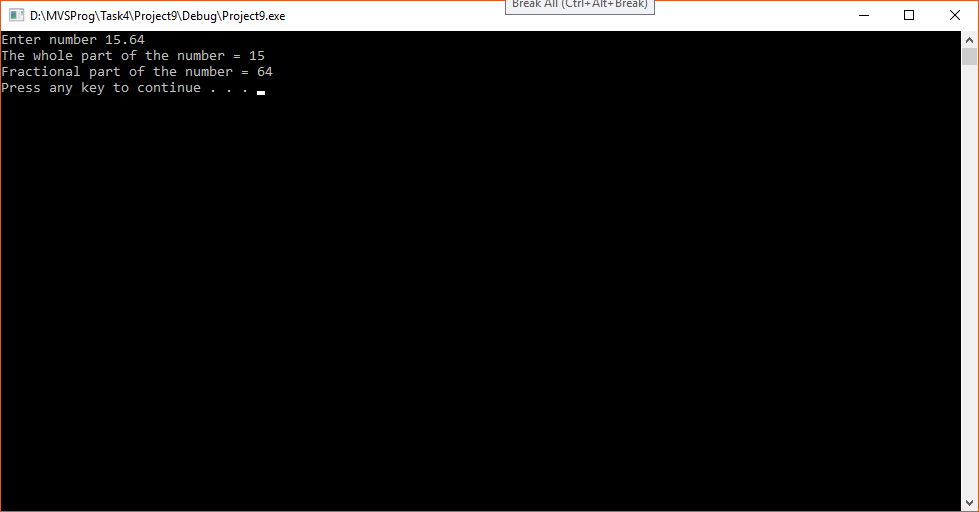 Break All (Ctrl+Alt+Break)
D:\MVSProg\Task4\Project9\Debug\Project9.exe
Enter number 15.64
The whole part of the number = 15
Fractional part of the number = 64
Press any key to continue . . .